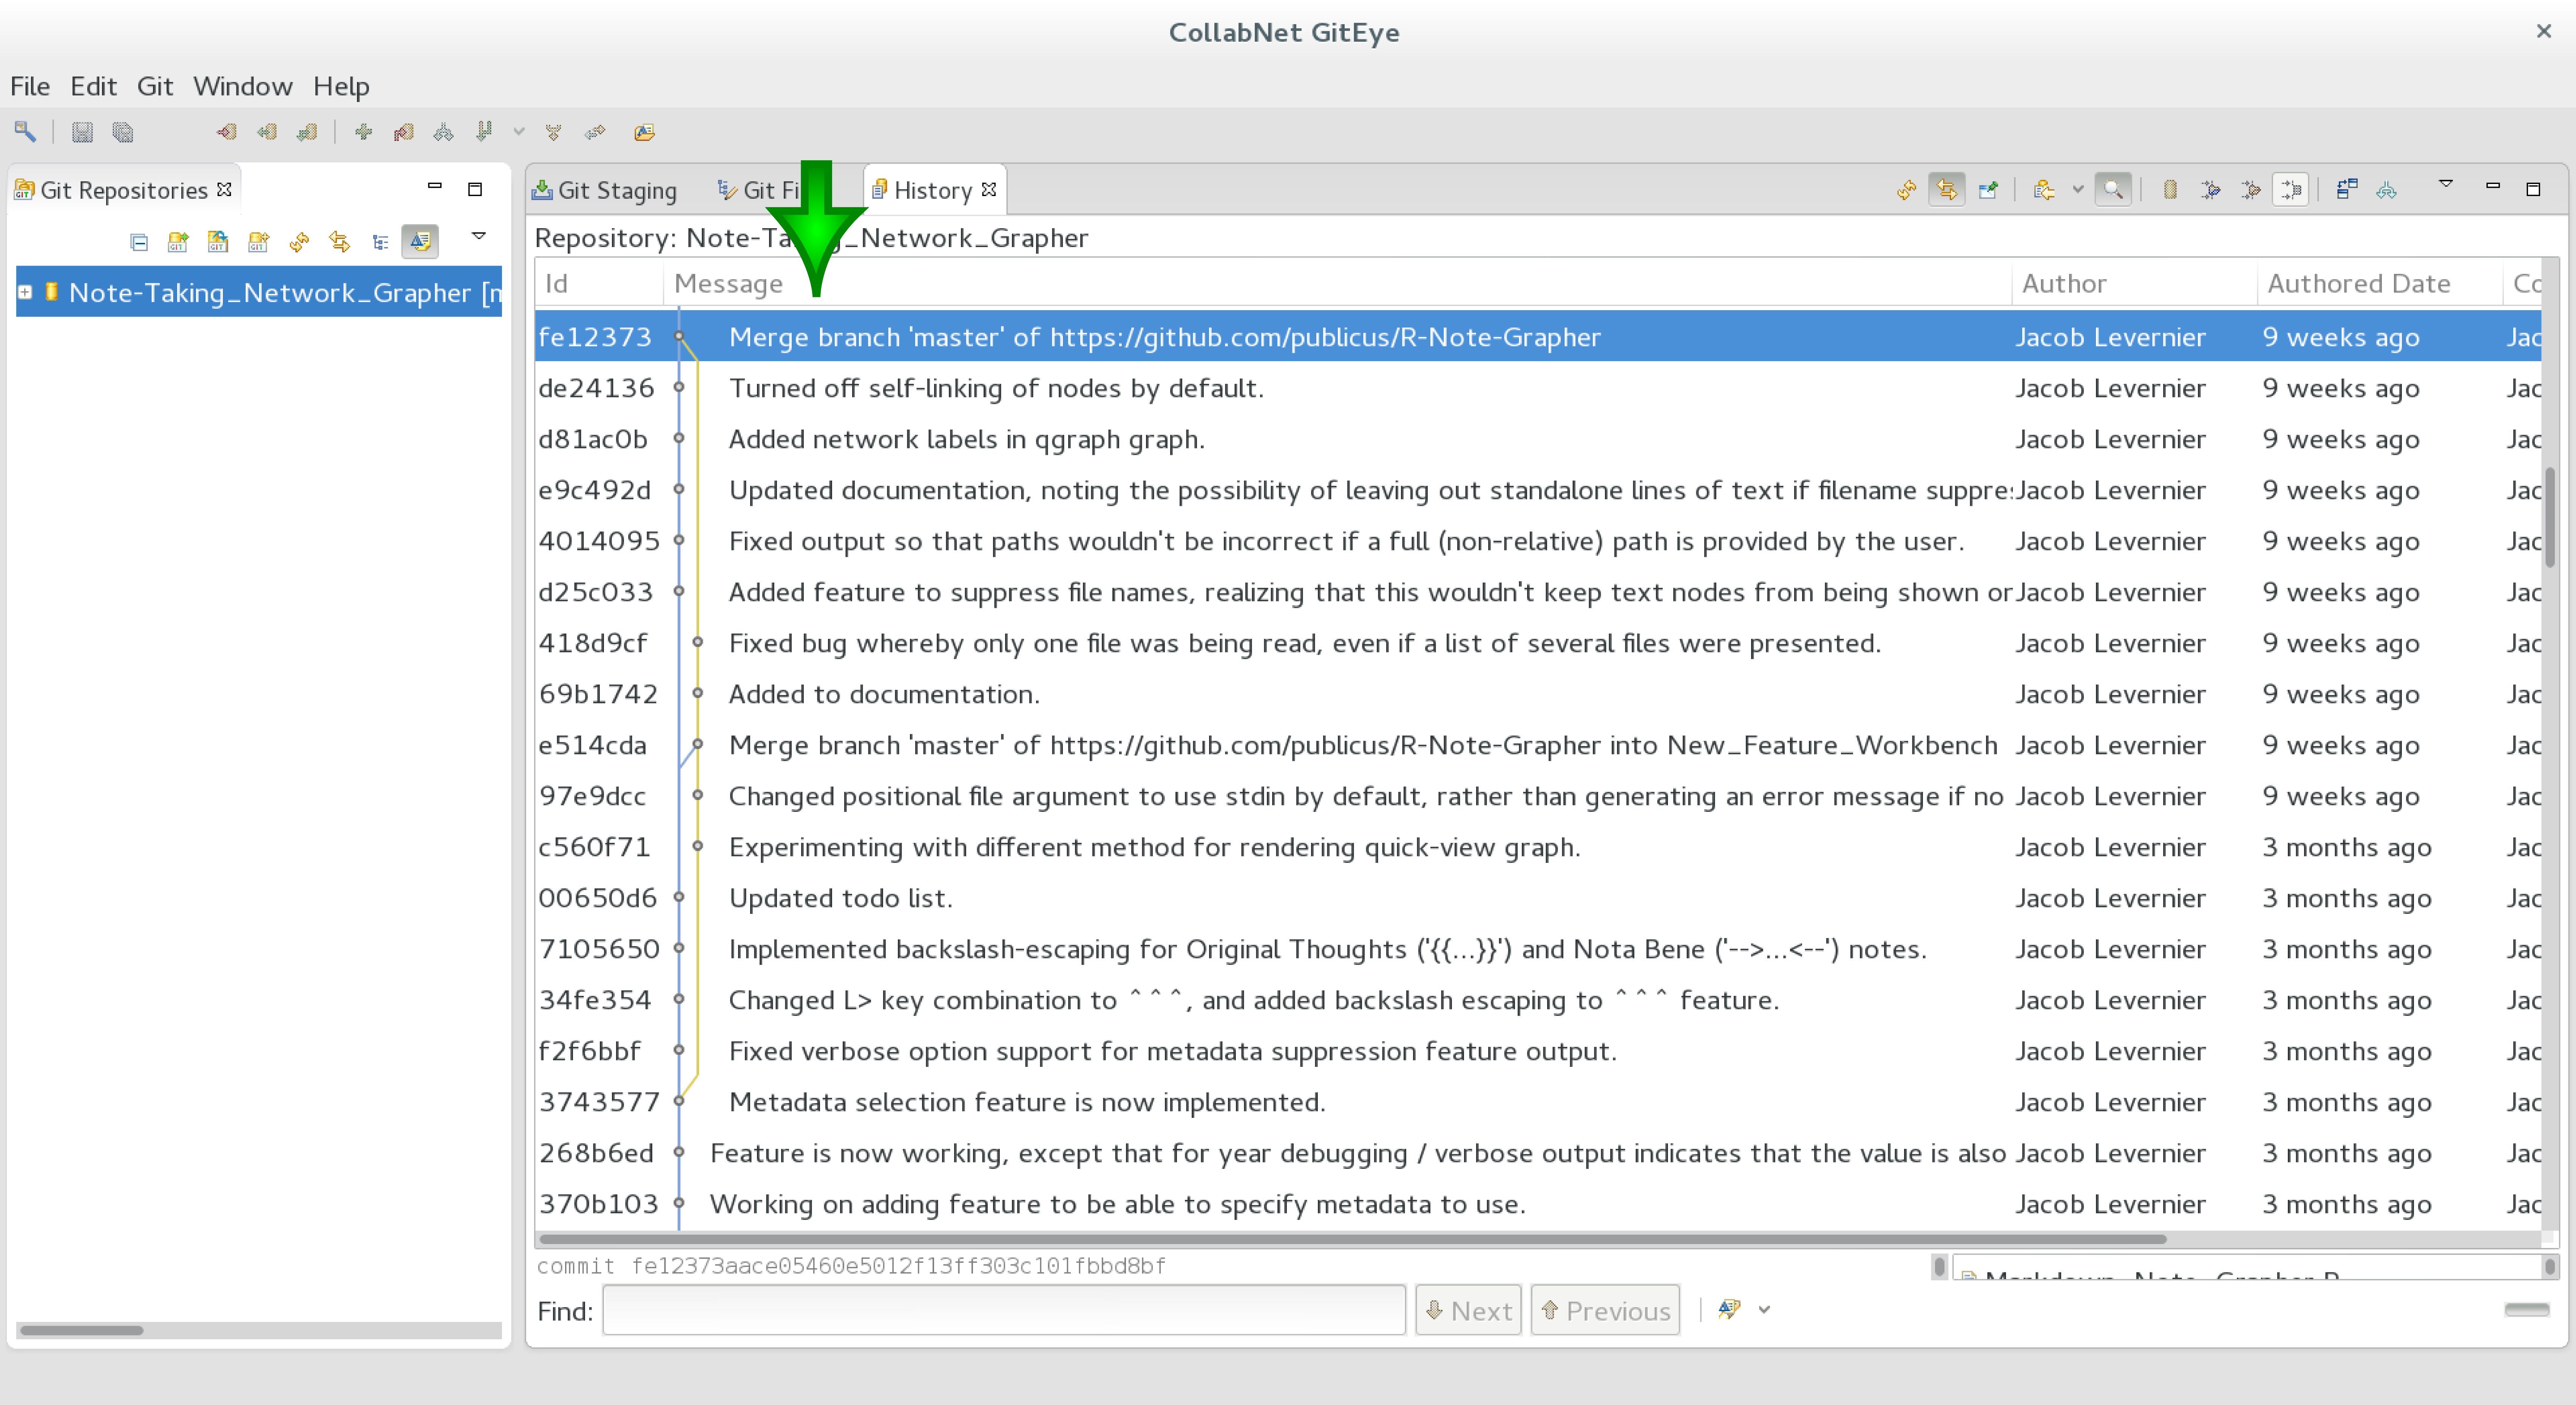 CollabNet GitEye
File Edit Git Window Help
Git Repositories
Note-Taking_Network_Grapher
Git Staging Git History
Repository: Note-Ta _Network_Grapher
Id Message Author Authored Date
fe12373 Merge branch 'master' of https://github.com/publicus/R-Note-Grapher Jacob Levernier 9 weeks ago Jac
de24136 Turned off self-linking of nodes by default. Jacob Levernier 9 weeks ago Jac
d81ac0b Added network labels in qgraph graph. Jacob Levernier 9 weeks ago Jac
e9c492d Updated documentation, noting the possibility of leaving out standalone lines of text if filename suppre Jacob Levernier 9 weeks ago Jac
4014095 Fixed output so that paths wouldn't be incorrect if a full (non-relative) path is provided by the user. Jacob Levernier 9 weeks ago Jac
d25c033 Added feature to suppress file names, realizing that this wouldn't keep text nodes from being shown or Jacob Levernier 9 weeks ago Jac
418d9cf Fixed bug whereby only one file was being read, even if a list of several files were presented. Jacob Levernier 9 weeks ago Jac
69b1742 Added to documentation. Jacob Levernier 9 weeks ago Jac
e514cda Merge branch 'master' of https://github.com/publicus/R-Note-Grapher into New_Feature_Workbench Jacob Levernier 9 weeks ago Jac
97e9dcc Changed positional file argument to use stdin by default, rather than generating an error message if no Jacob Levernier 9 weeks ago Jac
c560f71 Experimenting with different method for rendering quick-view graph. Jacob Levernier 3 months ago Jac
00650d6 Updated todo list. Jacob Levernier 3 months ago Jac
7105650 Implemented backslash-escaping for Original Thoughts ('{{...}}') and Nota Bene ('-->...<--') notes. Jacob Levernier 3 months ago Jac
34fe354 Changed L> key combination to ^^^, and added backslash escaping to ^^^ feature. Jacob Levernier 3 months ago Jac
f2f6bbf Fixed verbose option support for metadata suppression feature output. Jacob Levernier 3 months ago Jac
3743577 Metadata selection feature is now implemented. Jacob Levernier 3 months ago Jac
268b6ed Feature is now working, except that for year debugging / verbose output indicates that the value is also Jacob Levernier 3 months ago Jac
370b103 Working on adding feature to be able to specify metadata to use. Jacob Levernier 3 months ago Jac
commit fe12373aace05460e5012f13ff303c101fbbd8bf
Find: Next Previous